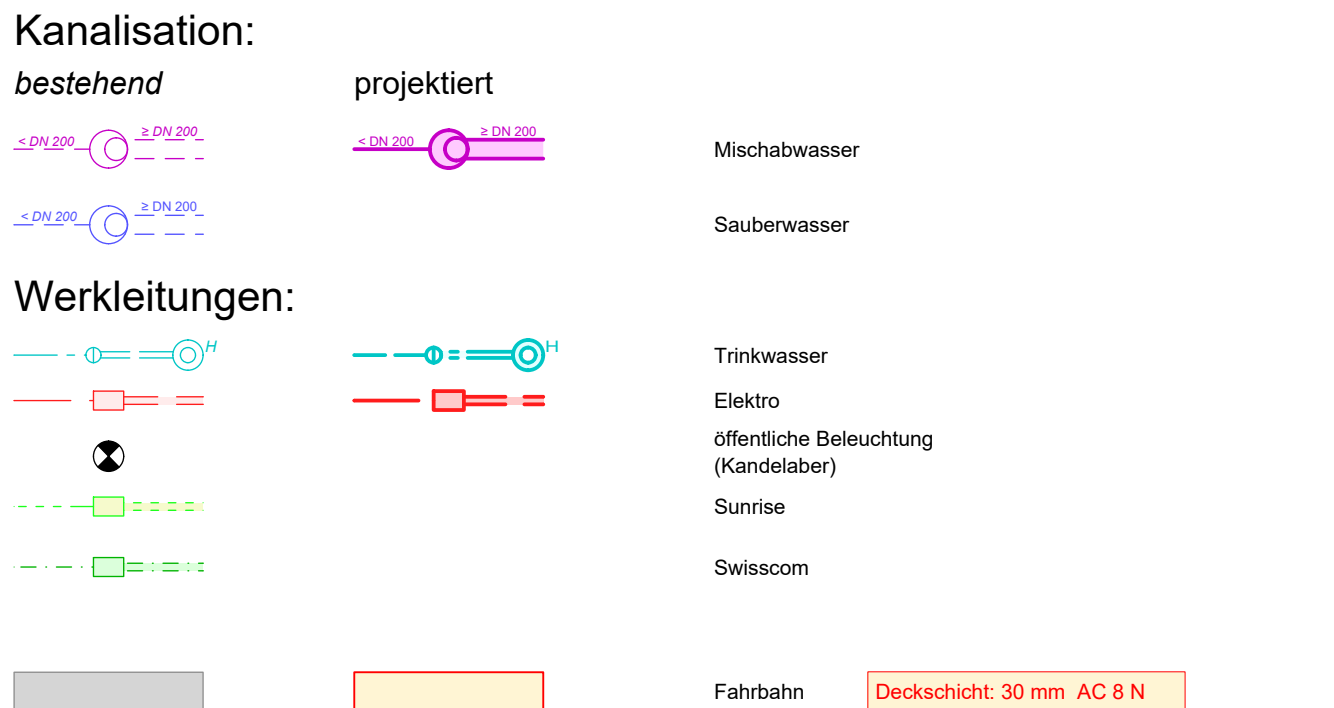 Kanalisation:
bestehend projektiert
< DN 200 ≥ DN 200 < DN 200 ≥ DN 200 Mischabwasser
< DN 200 ≥ DN 200 Sauberwasser
Werkleitungen:
H H Trinkwasser
Elektro
öffentliche Beleuchtung
(Kandelaber)
Sunrise
Swisscom
Fahrbahn Deckschicht: 30 mm AC 8 N